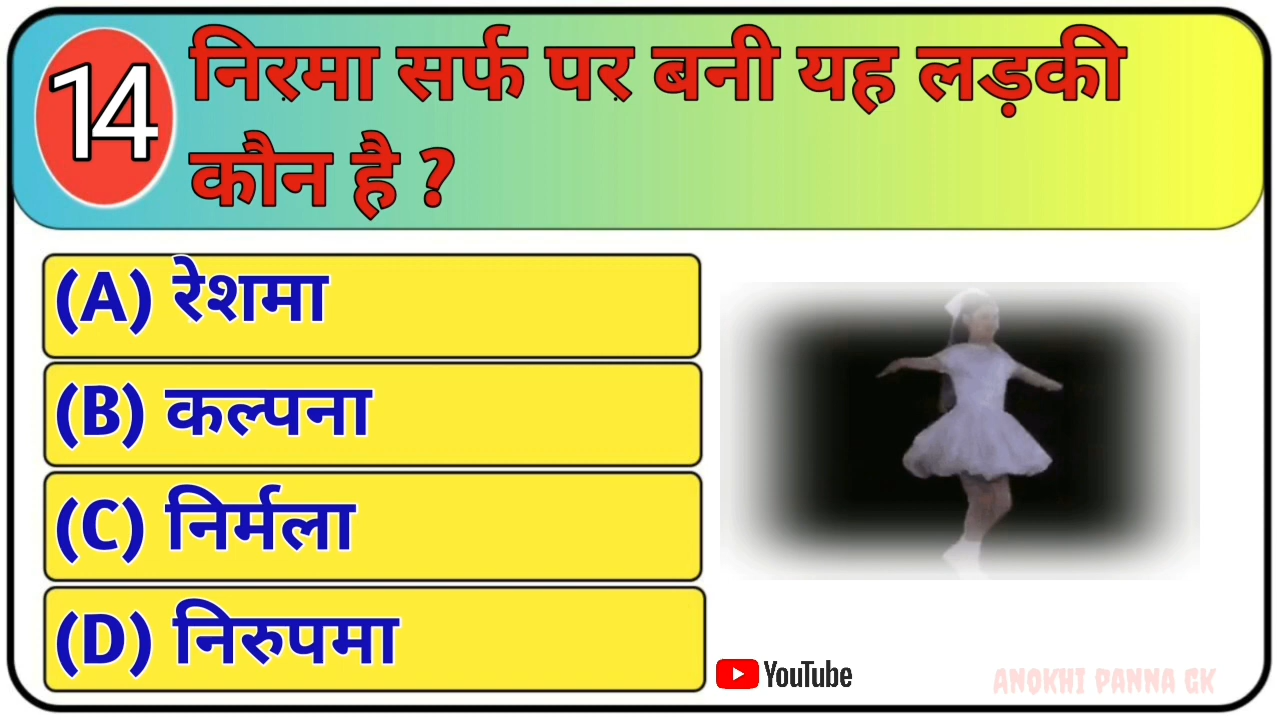 14
निरमा सर्फ पर बनी यह लड़की
कौन है ?
(A) रेशमा
(B) कल्पना
(C) निर्मला
(D) निरुपमा
YouTube
ANOKHI PANNA GK